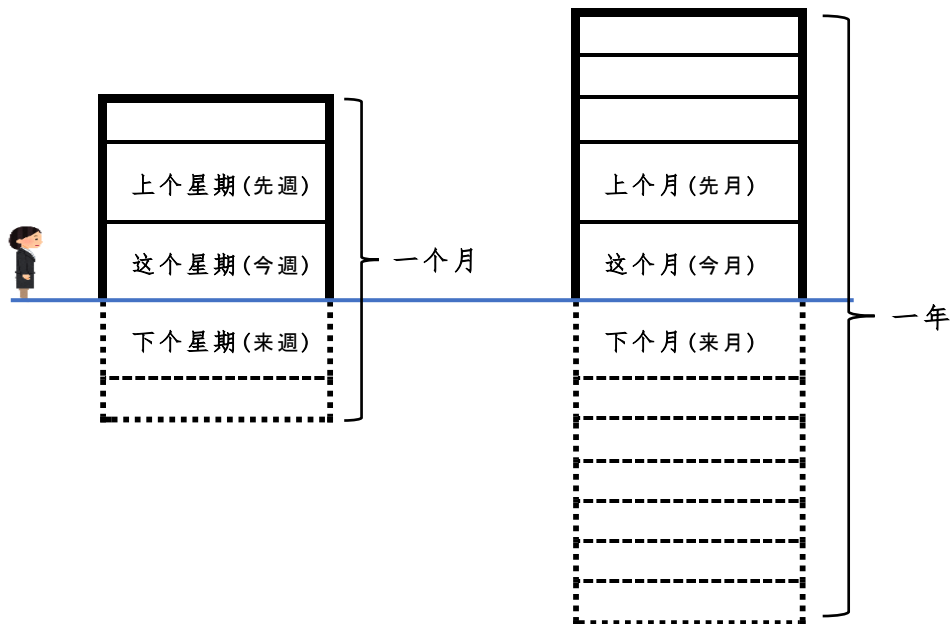 上个星期(先週)
这个星期(今週)
下个星期(来週)
一个月
上个月(先月)
这个月(今月)
下个月(来月)
一年